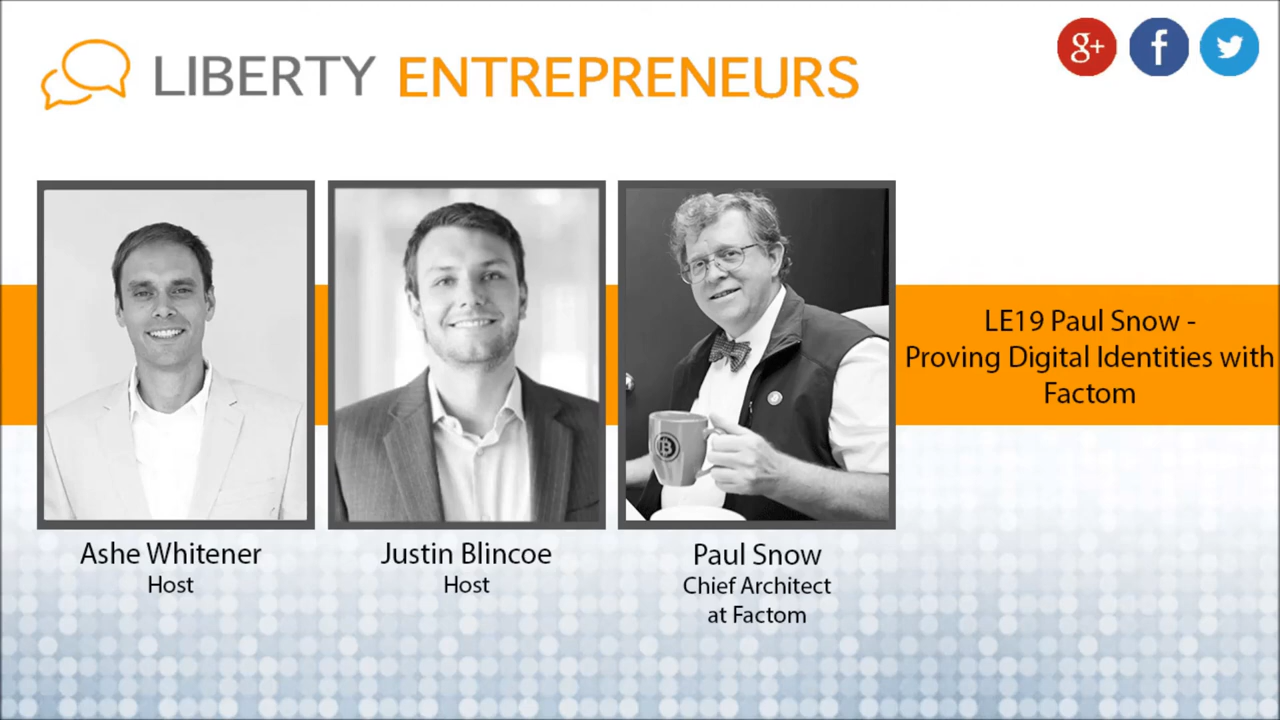 LIBERTY ENTREPRENEURS
g+
f
LE19 Paul Snow -
Proving Digital Identities with
Factom
Ashe Whitener
Host
Justin Blincoe
Host
Paul Snow
Chief Architect
at Factom